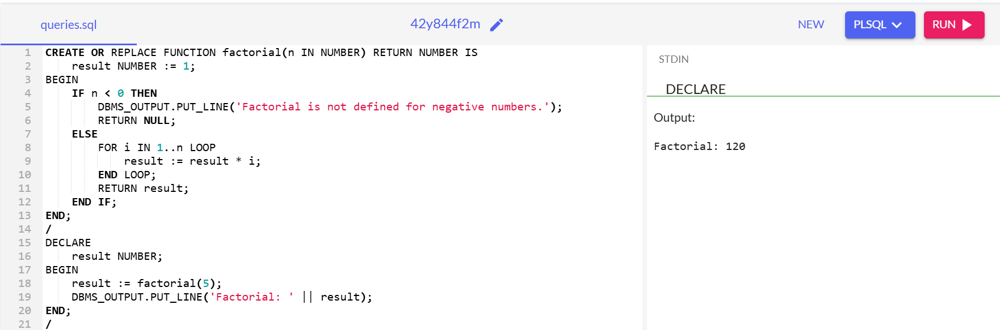 queries.sql
42y844f2m
NEW
PLSQL
RUN
1 CREATE OR REPLACE FUNCTION factorial(n IN NUMBER) RETURN NUMBER IS
2     result NUMBER := 1;
3 BEGIN
4     IF n < 0 THEN
5         DBMS_OUTPUT.PUT_LINE('Factorial is not defined for negative numbers.');
6         RETURN NULL;
7     ELSE
8         FOR i IN 1..n LOOP
9             result := result * i;
10         END LOOP;
11         RETURN result;
12     END IF;
13 END;
14 /
15 DECLARE
16     result NUMBER;
17 BEGIN
18     result := factorial(5);
19     DBMS_OUTPUT.PUT_LINE('Factorial: ' || result);
20 END;
21 /
STDIN
DECLARE
Output:
Factorial: 120